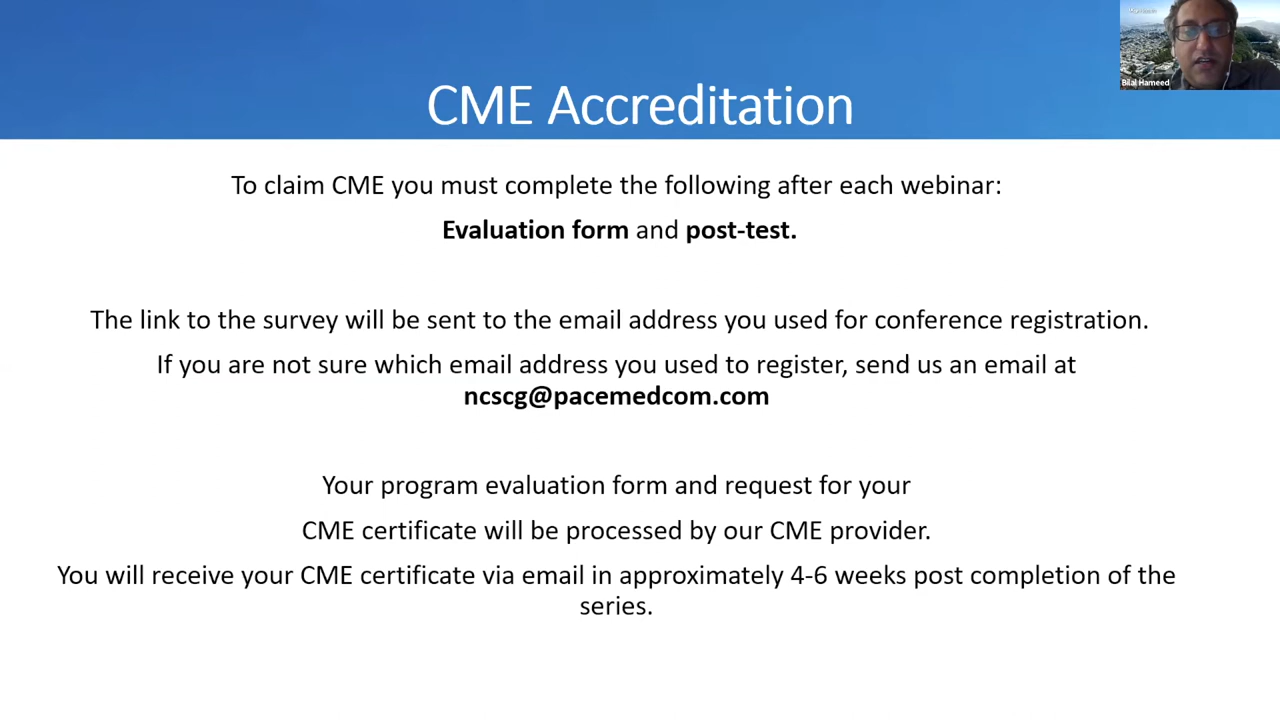 Bilal Hameed
CME Accreditation
To claim CME you must complete the following after each webinar:
Evaluation form and post-test.
The link to the survey will be sent to the email address you used for conference registration.
If you are not sure which email address you used to register, send us an email at
ncscg@pacemedcom.com
Your program evaluation form and request for your
CME certificate will be processed by our CME provider.
You will receive your CME certificate via email in approximately 4-6 weeks post completion of the
series.